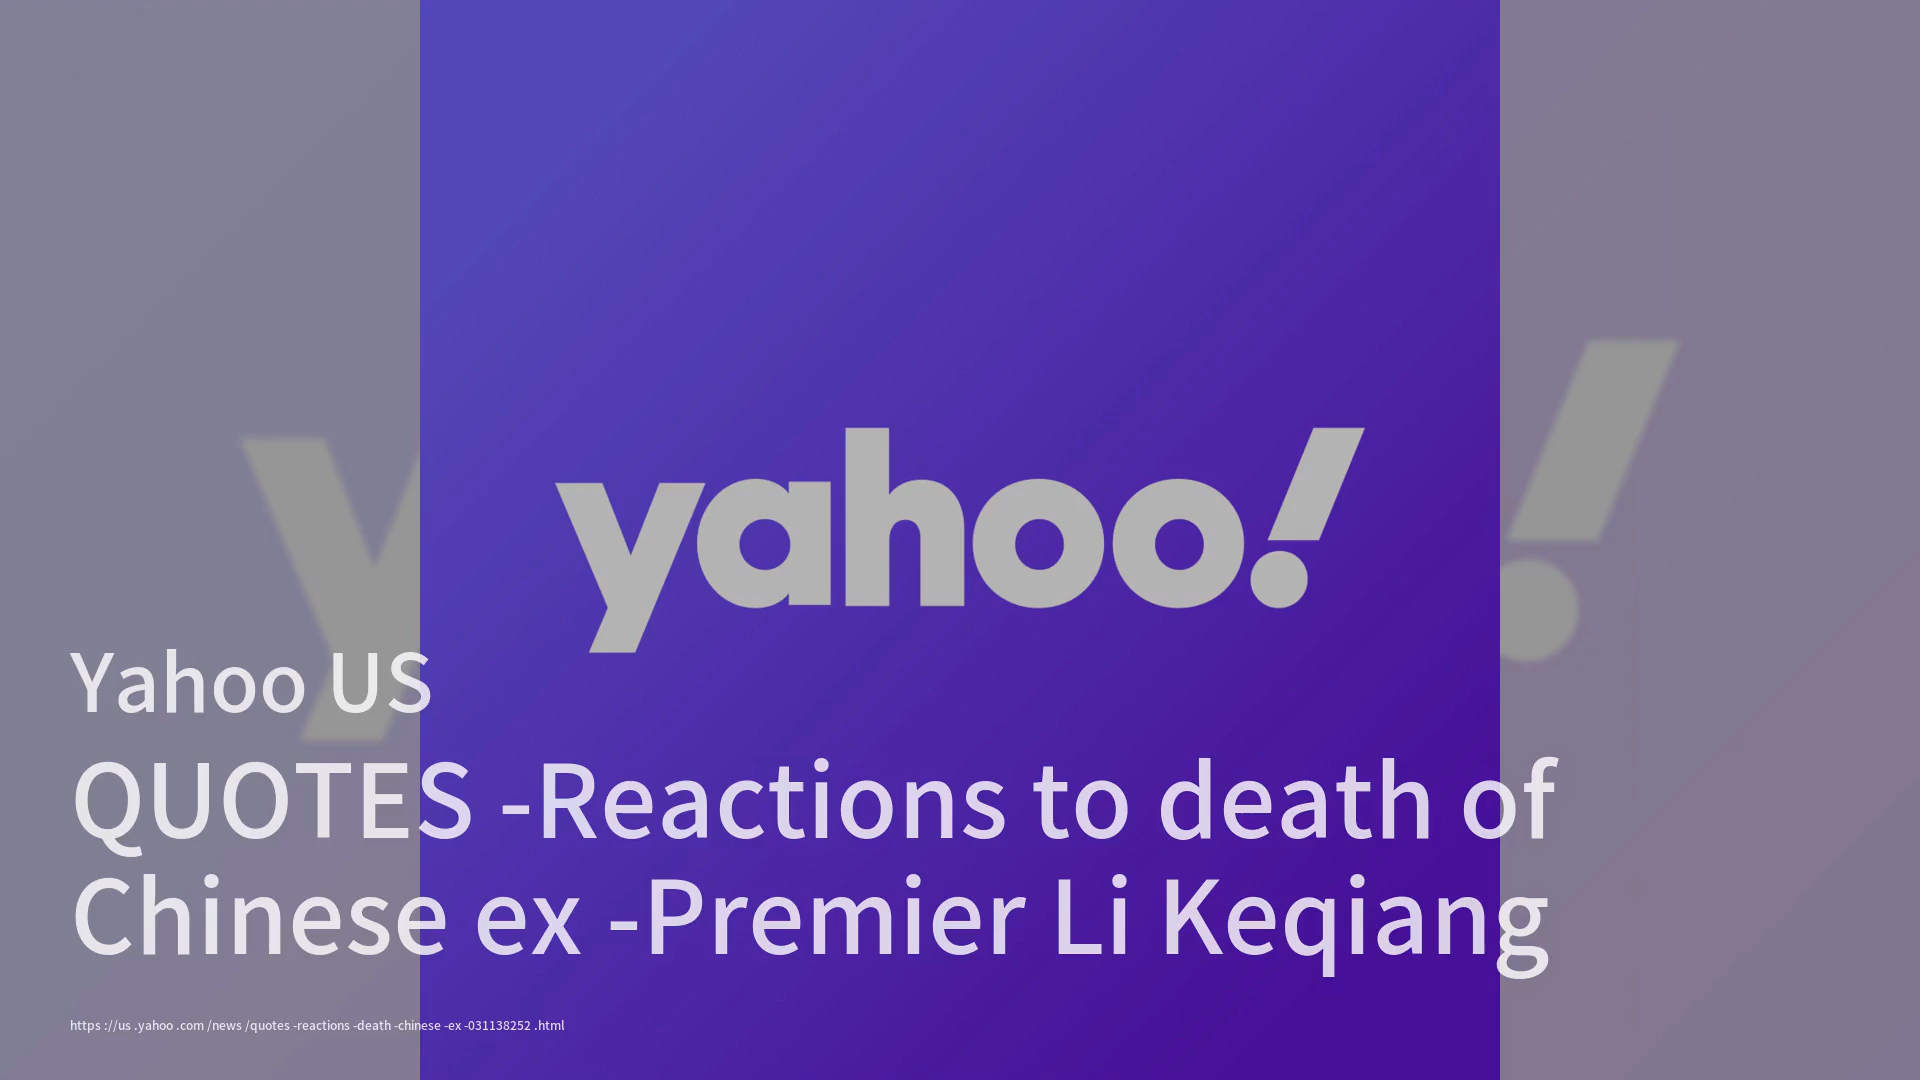 yahoo!
Yahoo US
QUOTES -Reactions to death of
Chinese ex -Premier Li Keqiang
https ://us .yahoo .com /news /quotes -reactions -death -chinese -ex -031138252 .html